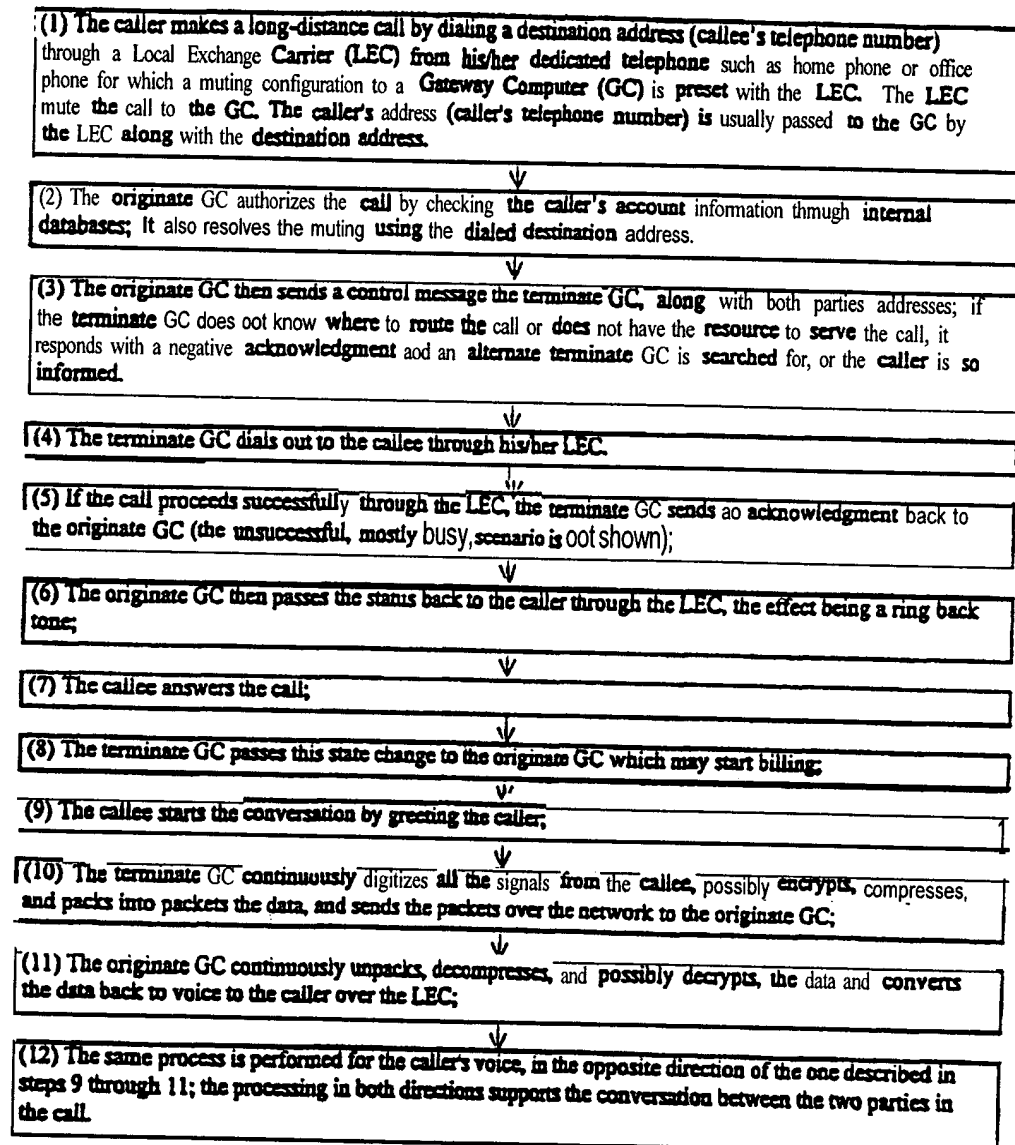 (1) The caller makes a long-distance call by dialing a destination address (callee's telephone number)
through a Local Exchange Carrier (LEC) from his/her dedicated telephone such as home phone or office
phone for which a muting configuration to a Gateway Computer (GC) is preset with the LEC. The LEC
mute the call to the GC. The caller's address (caller's telephone number) is usually passed to the GC by
the LEC along with the destination address.
(2) The originate GC authorizes the call by checking the caller's account information thmugh internal
databases; It also resolves the muting using the dialed destination address.
(3) The originate GC then sends a control message the terminate GC, along with both parties addresses; if
the terminate GC does oot know where to route the call or does not have the resource to serve the call, it
responds with a negative acknowledgment aod an alternate terminate GC is searched for, or the caller is so
informed.
(4) The terminate GC dials out to the callee through his/her LEC.
(5) If the call proceeds successfully through the LEC, the terminate GC sends ao acknowledgment back to
the originate GC (the unsuccessful, mostly busy, scenario is oot shown);
(6) The originate GC then passes the status back to the caller through the LEC, the effect being a ring back
tone;
(7) The callee answers the call;
(8) The terminate GC passes this state change to the originate GC which may start billing;
(9) The callee starts the conversation by greeting the caller;
(10) The terminate GC continuously digitizes all the signals from the callee, possibly encrypts, compresses,
and packs into packets the data, and sends the packets over the network to the originate GC;
(11) The originate GC continuously unpacks, decompresses, and possibly decrypts, the data and converts
the data back to voice to the caller over the LEC;
(12) The same process is performed for the caller's voice, in the opposite direction of the one described in
steps 9 through 11; the processing in both directions supports the conversation between the two parties in
the call.